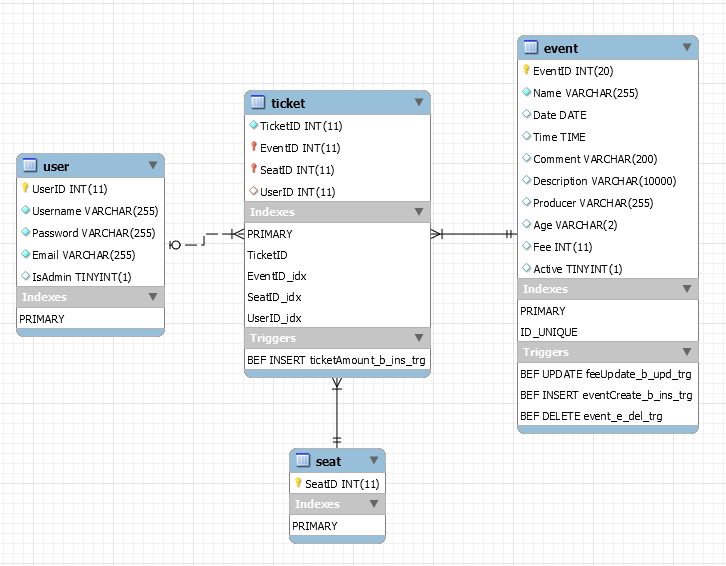 user
UserID INT(11)
Username VARCHAR(255)
Password VARCHAR(255)
Email VARCHAR(255)
IsAdmin TINYINT(1)
Indexes
PRIMARY
ticket
TicketID INT(11)
EventID INT(11)
SeatID INT(11)
UserID INT(11)
Indexes
PRIMARY
TicketID
EventID_idx
SeatID_idx
UserID_idx
Triggers
BEF INSERT ticketAmount_b_ins_trg
event
EventID INT(20)
Name VARCHAR(255)
Date DATE
Time TIME
Comment VARCHAR(200)
Description VARCHAR(10000)
Producer VARCHAR(255)
Age VARCHAR(2)
Fee INT(11)
Active TINYINT(1)
Indexes
PRIMARY
ID_UNIQUE
Triggers
BEF UPDATE feeUpdate_b_upd_trg
BEF INSERT eventCreate_b_ins_trg
BEF DELETE event_e_del_trg
seat
SeatID INT(11)
Indexes
PRIMARY